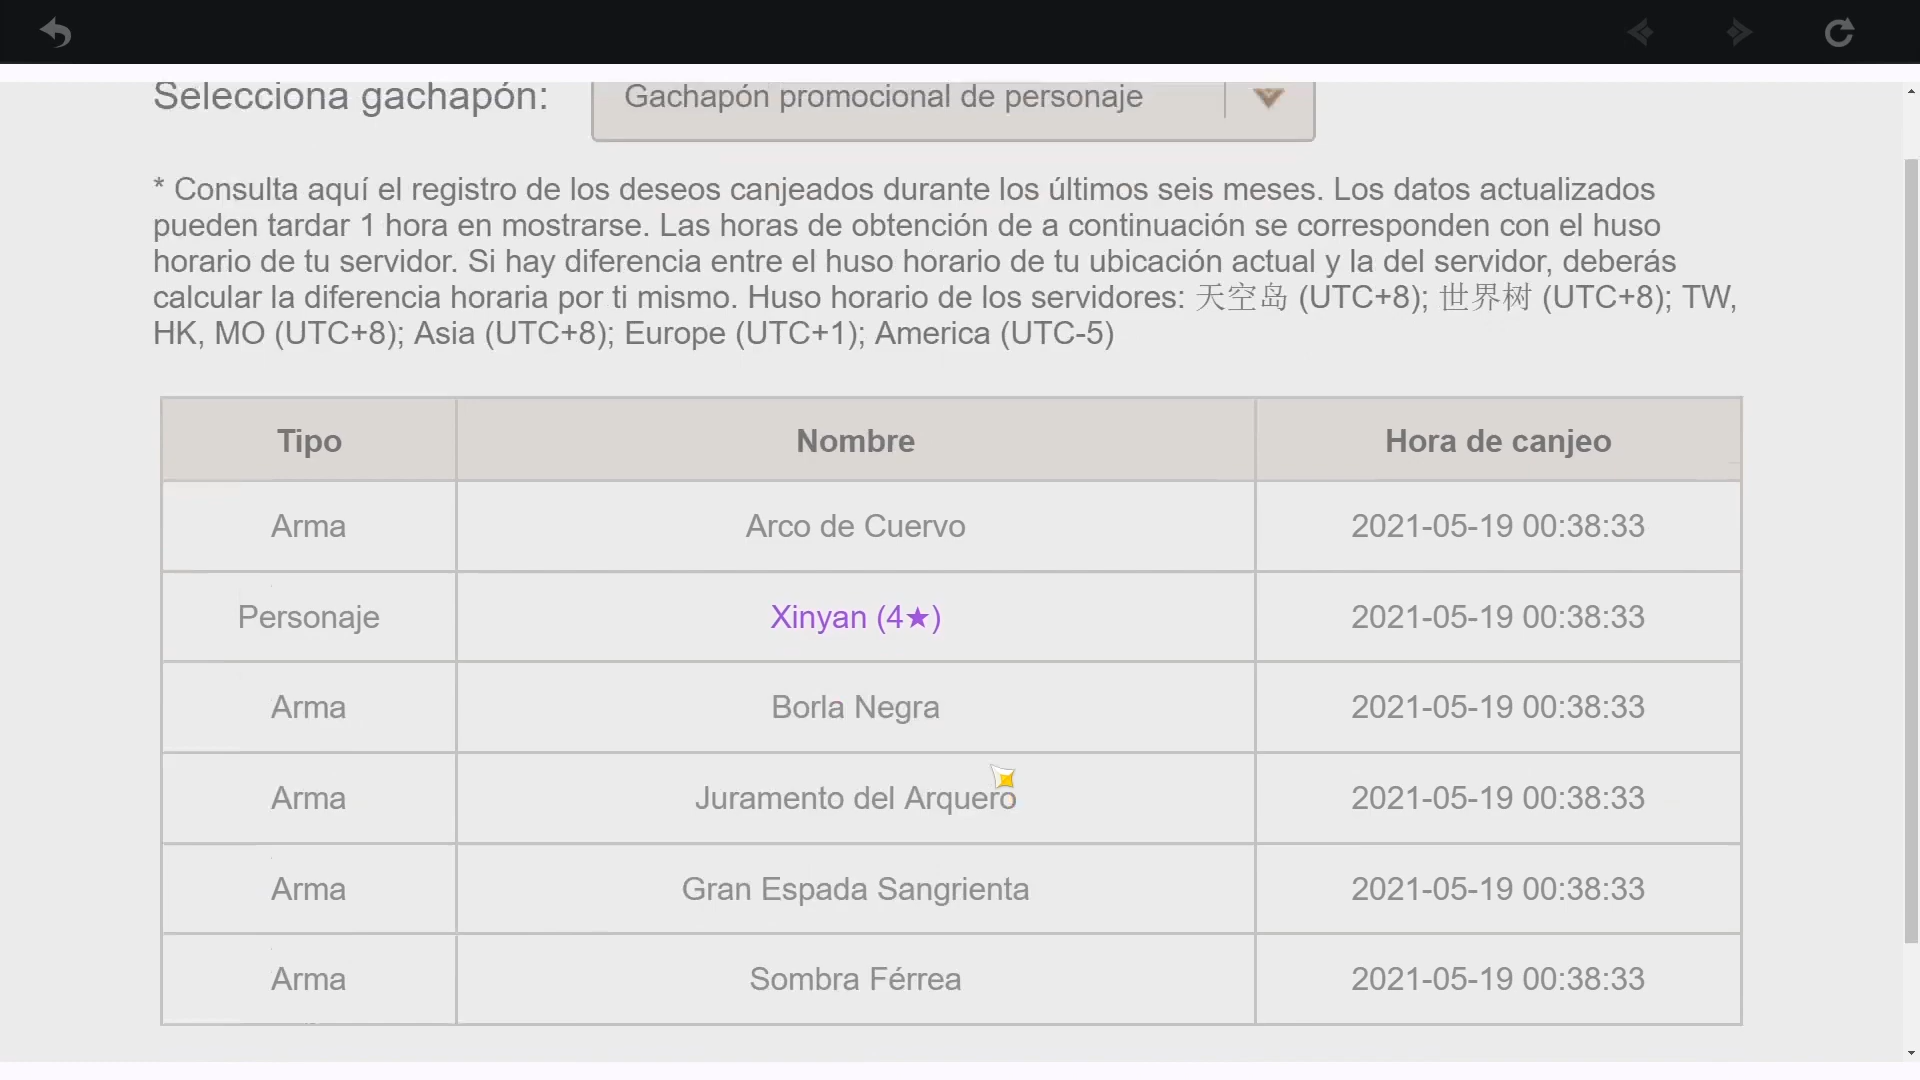 Selecciona gachapón: Gachapón promocional de personaje
* Consulta aquí el registro de los deseos canjeados durante los últimos seis meses. Los datos actualizados
pueden tardar 1 hora en mostrarse. Las horas de obtención de a continuación se corresponden con el huso
horario de tu servidor. Si hay diferencia entre el huso horario de tu ubicación actual y la del servidor, deberás
calcular la diferencia horaria por ti mismo. Huso horario de los servidores: 天空岛 (UTC+8); 世界树 (UTC+8); TW,
HK, MO (UTC+8); Asia (UTC+8); Europe (UTC+1); America (UTC-5)
Tipo Nombre Hora de canjeo
Arma Arco de Cuervo 2021-05-19 00:38:33
Personaje Xinyan (4★) 2021-05-19 00:38:33
Arma Borla Negra 2021-05-19 00:38:33
Arma Juramento del Arquero 2021-05-19 00:38:33
Arma Gran Espada Sangrienta 2021-05-19 00:38:33
Arma Sombra Férrea 2021-05-19 00:38:33